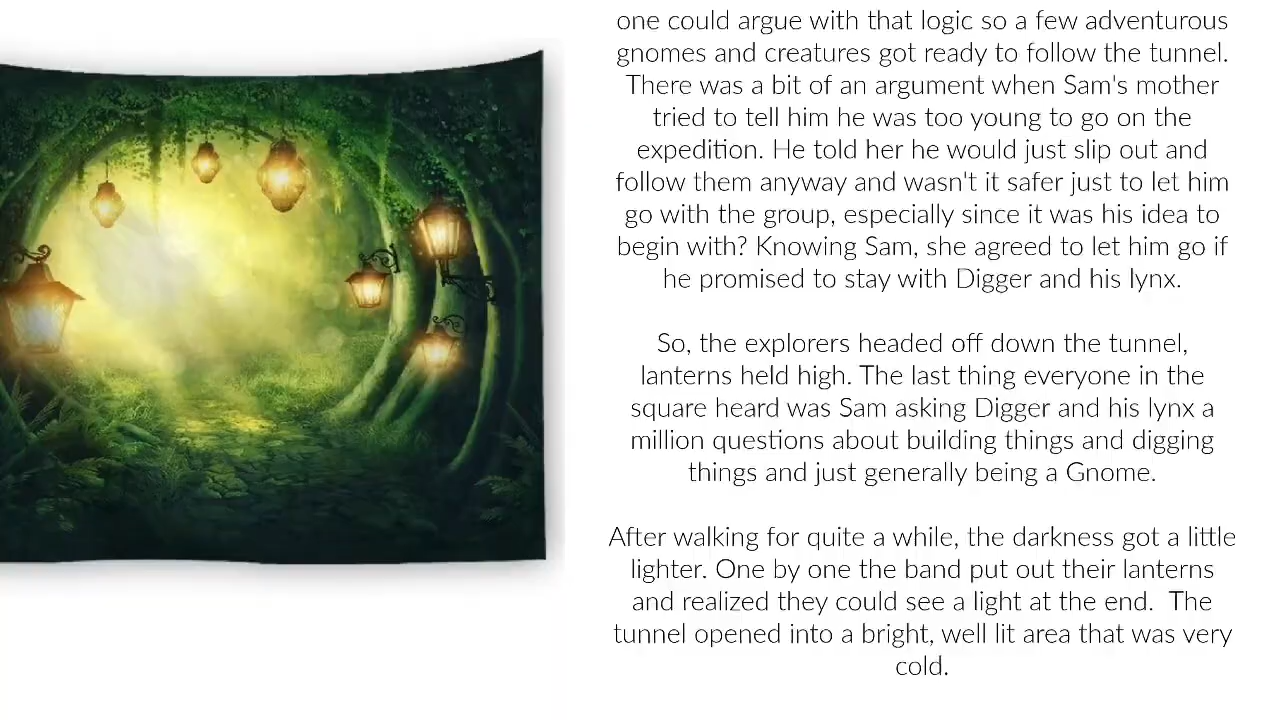 one could argue with that logic so a few adventurous
gnomes and creatures got ready to follow the tunnel.
There was a bit of an argument when Sam's mother
tried to tell him he was too young to go on the
expedition. He told her he would just slip out and
follow them anyway and wasn't it safer just to let him
go with the group, especially since it was his idea to
begin with? Knowing Sam, she agreed to let him go if
he promised to stay with Digger and his lynx.
So, the explorers headed off down the tunnel,
lanterns held high. The last thing everyone in the
square heard was Sam asking Digger and his lynx a
million questions about building things and digging
things and just generally being a Gnome.
After walking for quite a while, the darkness got a little
lighter. One by one the band put out their lanterns
and realized they could see a light at the end.  The
tunnel opened into a bright, well lit area that was very
cold.